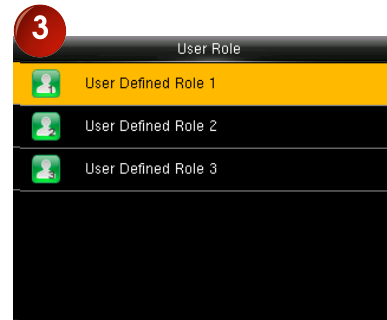 3
User Role
User Defined Role 1
User Defined Role 2
User Defined Role 3